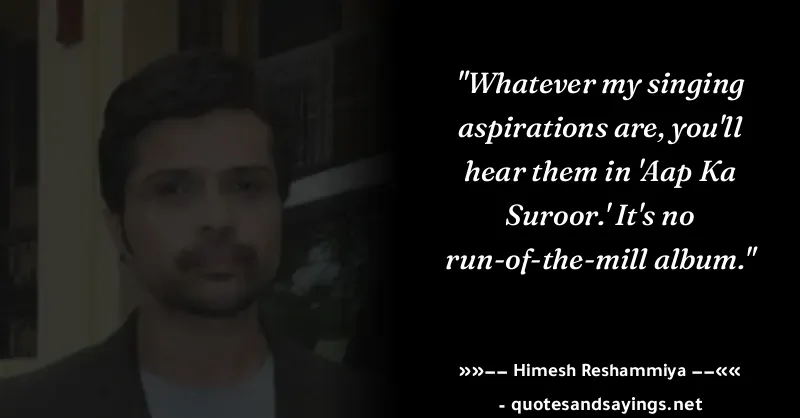 "Whatever my singing
aspirations are, you'll
hear them in 'Aap Ka
Suroor.' It's no
run-of-the-mill album."
»»–– Himesh Reshammiya ––««
- quotesandsayings.net